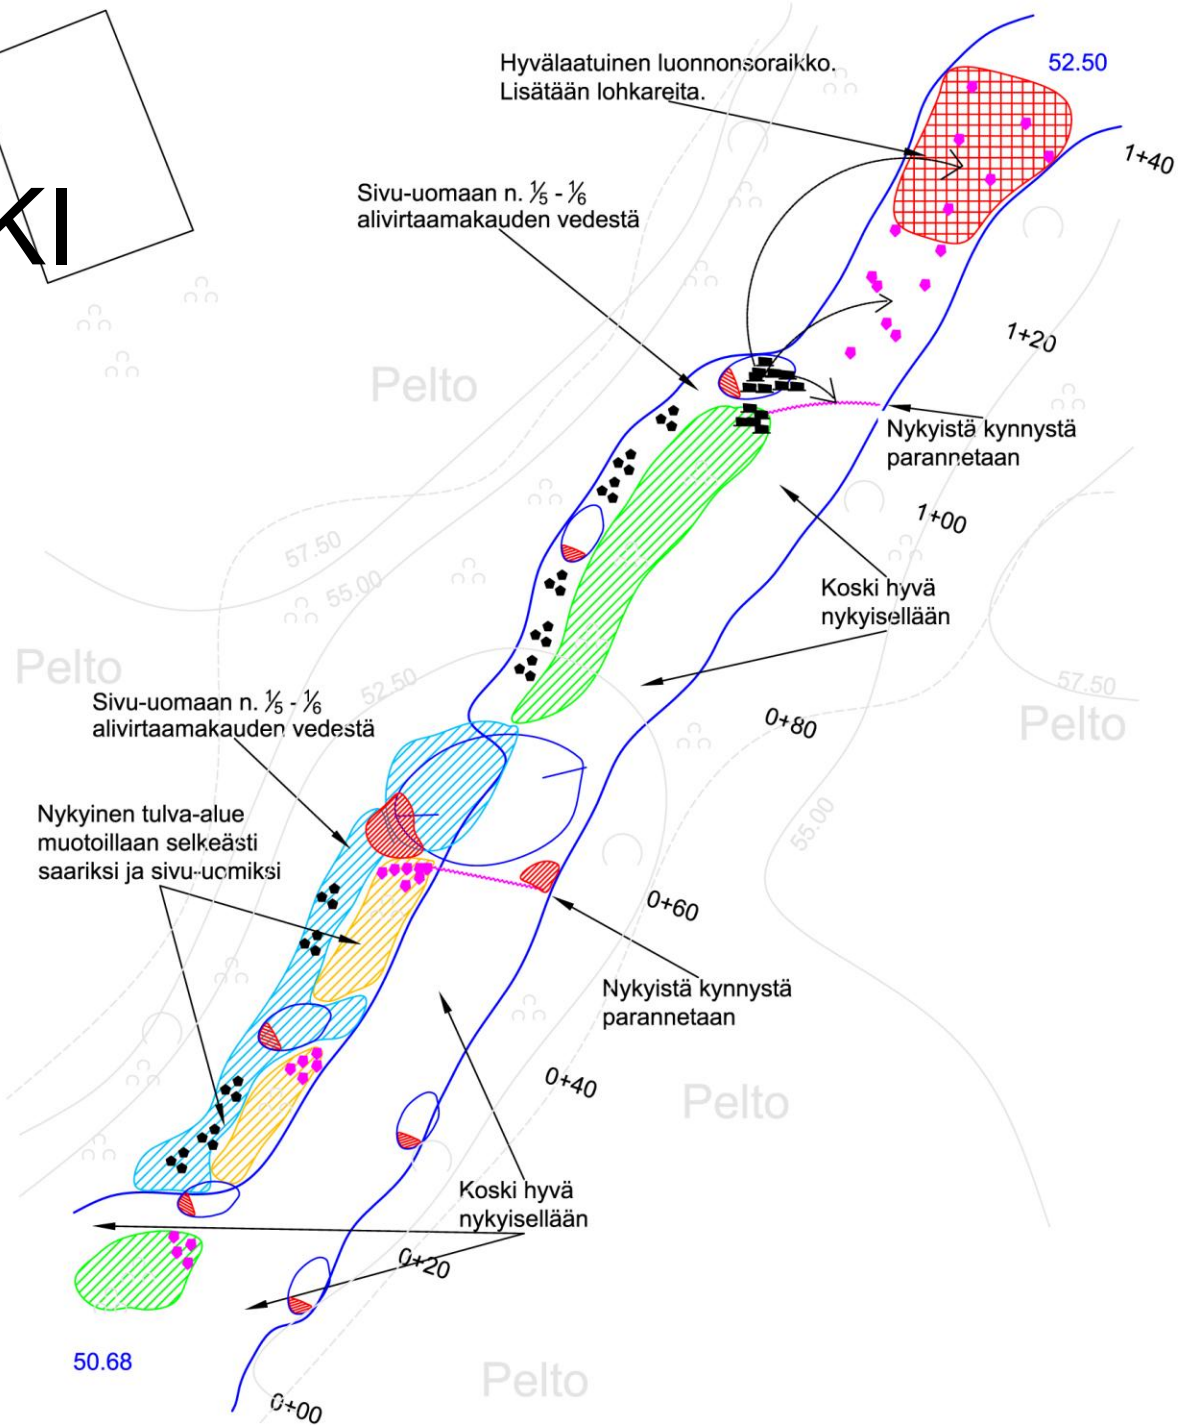 Hyvälaatuinen luonnonsoraikko.
Lisätään lohkareita.
52.50
1+40
KI
Sivu-uomaan n. ⅕ - ⅙
alivirtaamakauden vedestä
1+20
Pelto
Nykyistä kynnystä
parannetaan
1+00
57.50
55.00
Koski hyvä
nykyisellään
Pelto
52.50
57.50
Sivu-uomaan n. ⅕ - ⅙
alivirtaamakauden vedestä
0+80
Pelto
Nykyinen tulva-alue
muotoillaan selkeästi
saariksi ja sivu-uomiksi
55.00
0+60
Nykyistä kynnystä
parannetaan
0+40
Pelto
Koski hyvä
nykyisellään
0+20
50.68
Pelto
0+00